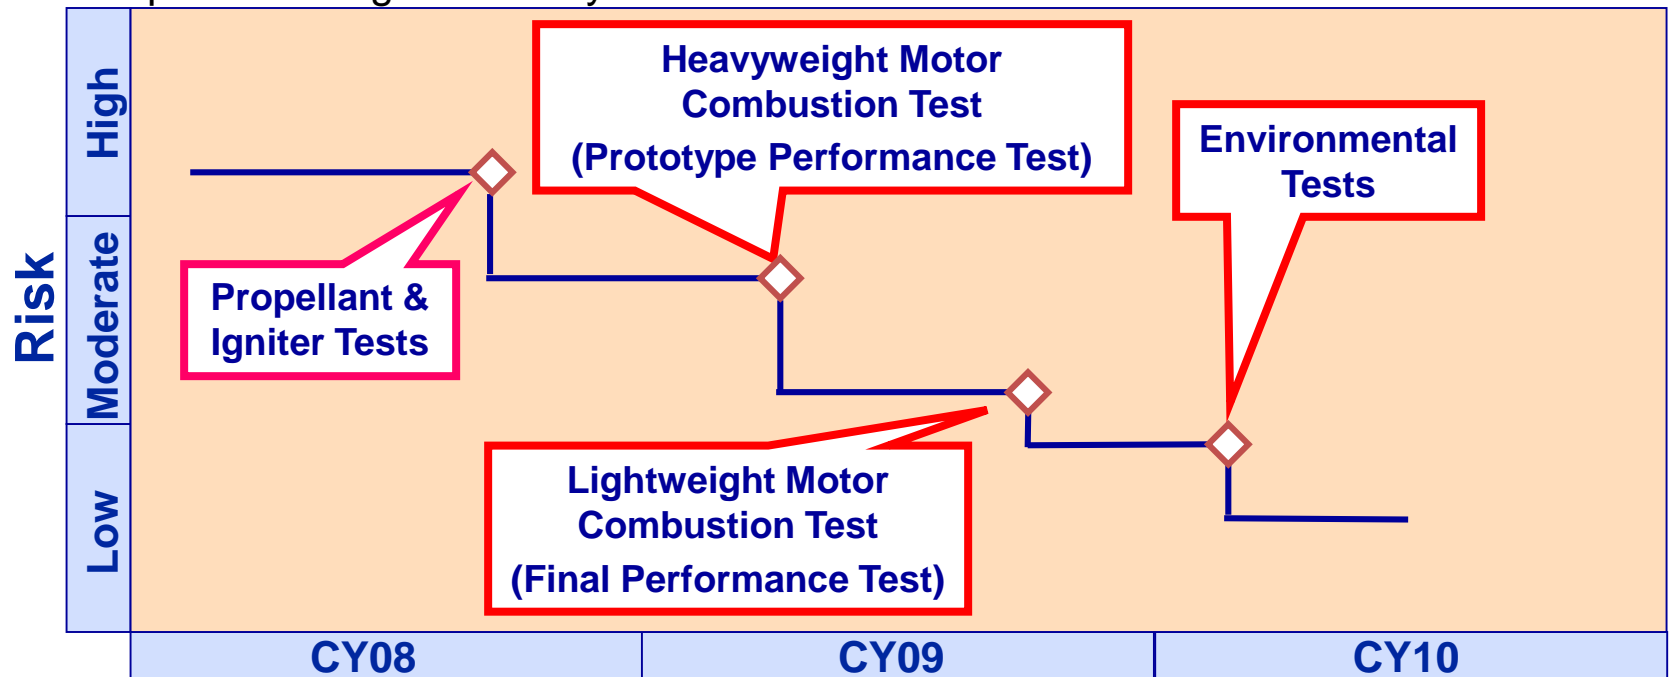 Risk
High
Moderate
Low
Heavyweight Motor
Combustion Test
(Prototype Performance Test)
Environmental
Tests
Propellant &
Igniter Tests
Lightweight Motor
Combustion Test
(Final Performance Test)
CY08
CY09
CY10